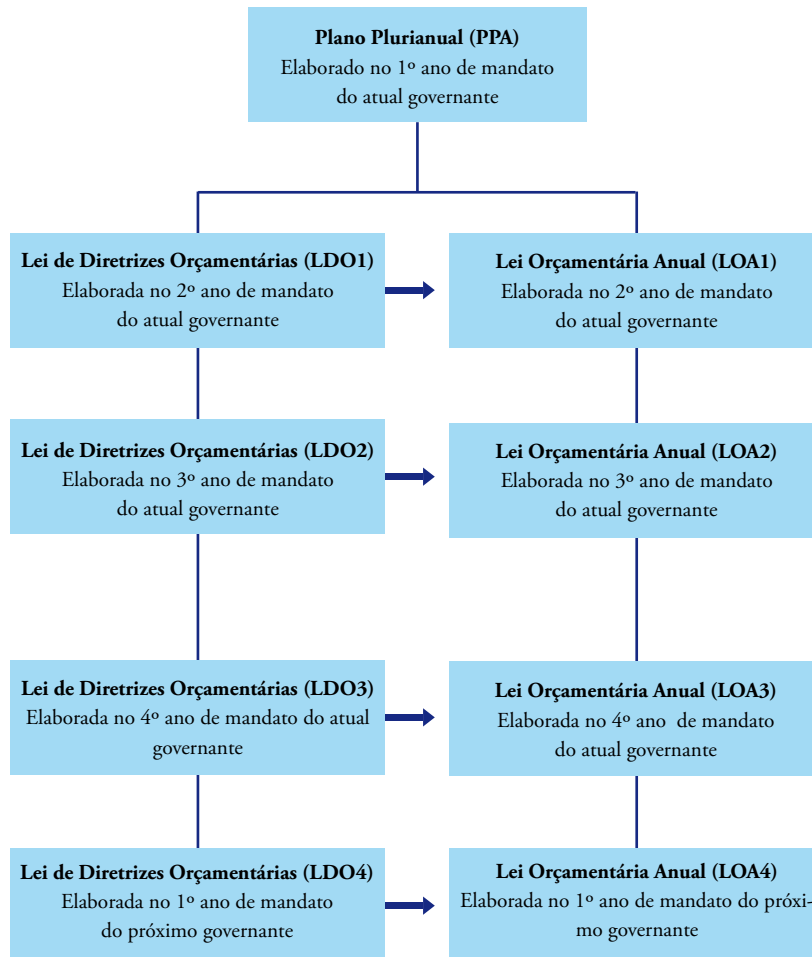 Plano Plurianual (PPA)
Elaborado no 1º ano de mandato
do atual governante
Lei de Diretrizes Orçamentárias (LDO1)
Elaborada no 2º ano de mandato
do atual governante
Lei Orçamentária Anual (LOA1)
Elaborada no 2º ano de mandato
do atual governante
Lei de Diretrizes Orçamentárias (LDO2)
Elaborada no 3º ano de mandato
do atual governante
Lei Orçamentária Anual (LOA2)
Elaborada no 3º ano de mandato
do atual governante
Lei de Diretrizes Orçamentárias (LDO3)
Elaborada no 4º ano de mandato do atual
governante
Lei Orçamentária Anual (LOA3)
Elaborada no 4º ano de mandato
do atual governante
Lei de Diretrizes Orçamentárias (LDO4)
Elaborada no 1º ano de mandato
do próximo governante
Lei Orçamentária Anual (LOA4)
Elaborada no 1º ano de mandato do próxi-
mo governante